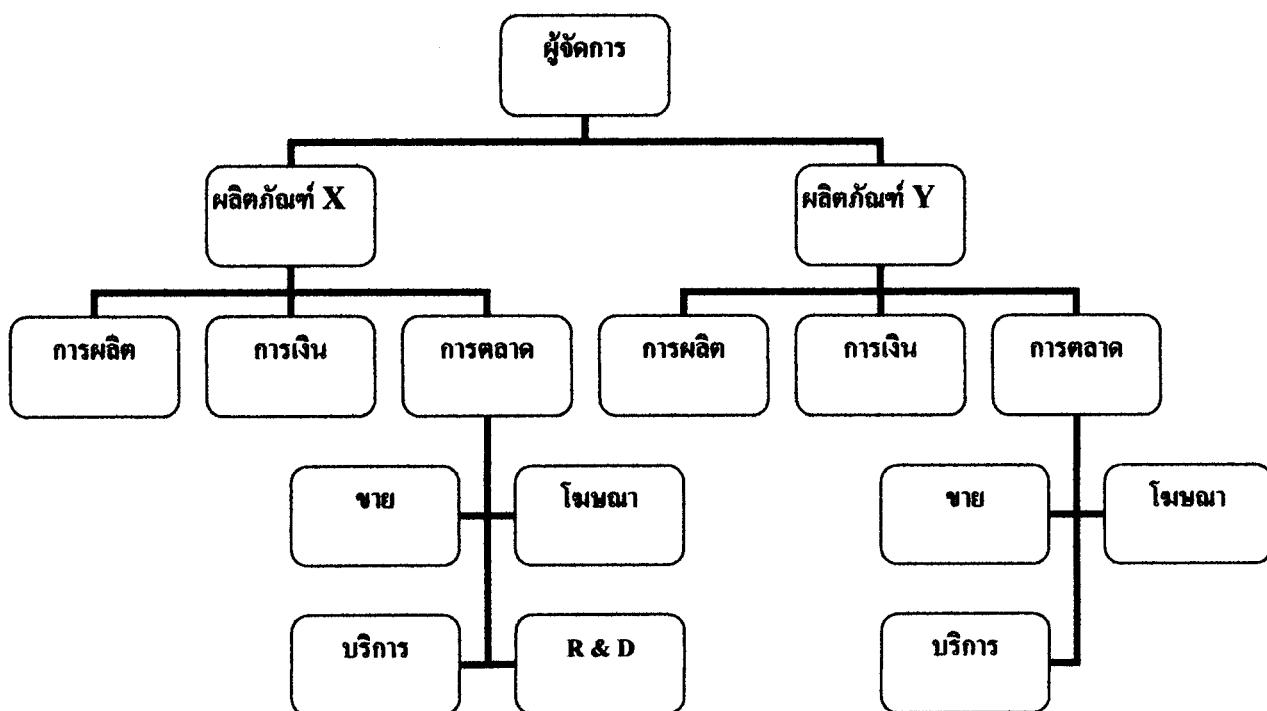 ผู้จัดการ
ผลิตภัณฑ์ X
ผลิตภัณฑ์ Y
การผลิต
การเงิน
การตลาด
การผลิต
การเงิน
การตลาด
ขาย
โฆษณา
ขาย
โฆษณา
บริการ
R & D
บริการ